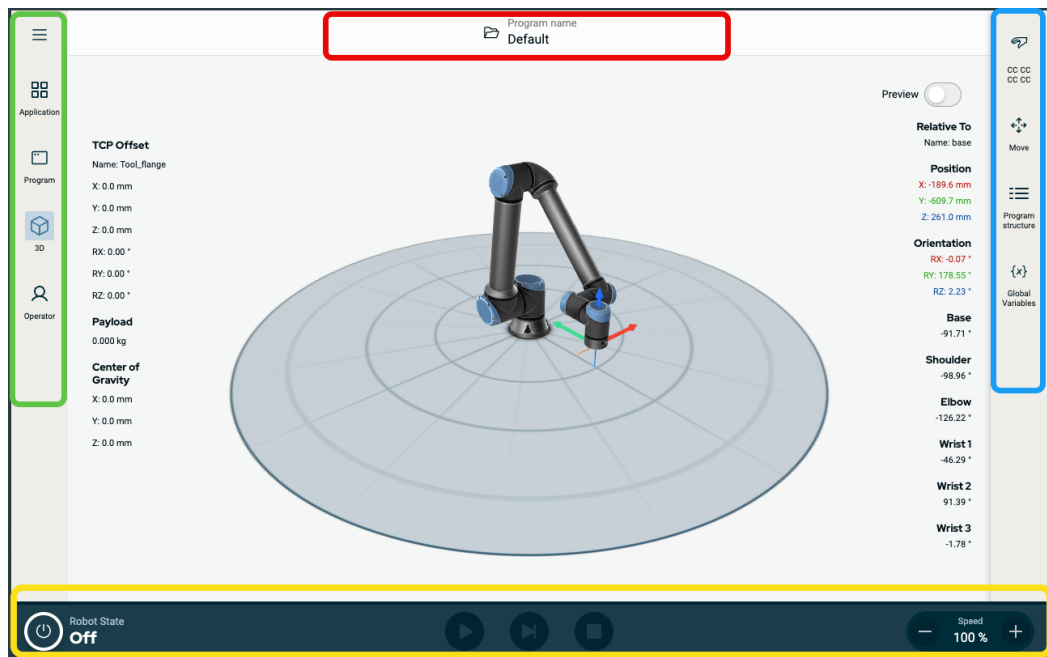 Program name
Default
Application
Program
3D
Operator
TCP Offset
Name: Tool_flange
X: 0.0 mm
Y: 0.0 mm
Z: 0.0 mm
RX: 0.00 °
RY: 0.00 °
RZ: 0.00 °
Payload
0.000 kg
Center of
Gravity
X: 0.0 mm
Y: 0.0 mm
Z: 0.0 mm
Preview
Relative To
Name: base
Position
X: -189.6 mm
Y: -609.7 mm
Z: 261.0 mm
Orientation
RX: -0.07 °
RY: 178.55 °
RZ: 2.23 °
Base
-91.71 °
Shoulder
-98.96 °
Elbow
-126.22 °
Wrist 1
-46.29 °
Wrist 2
91.39 °
Wrist 3
-1.78 °
CC CC
CC CC
Move
Program
structure
{x}
Global
Variables
Robot State
Off
Speed
100 %